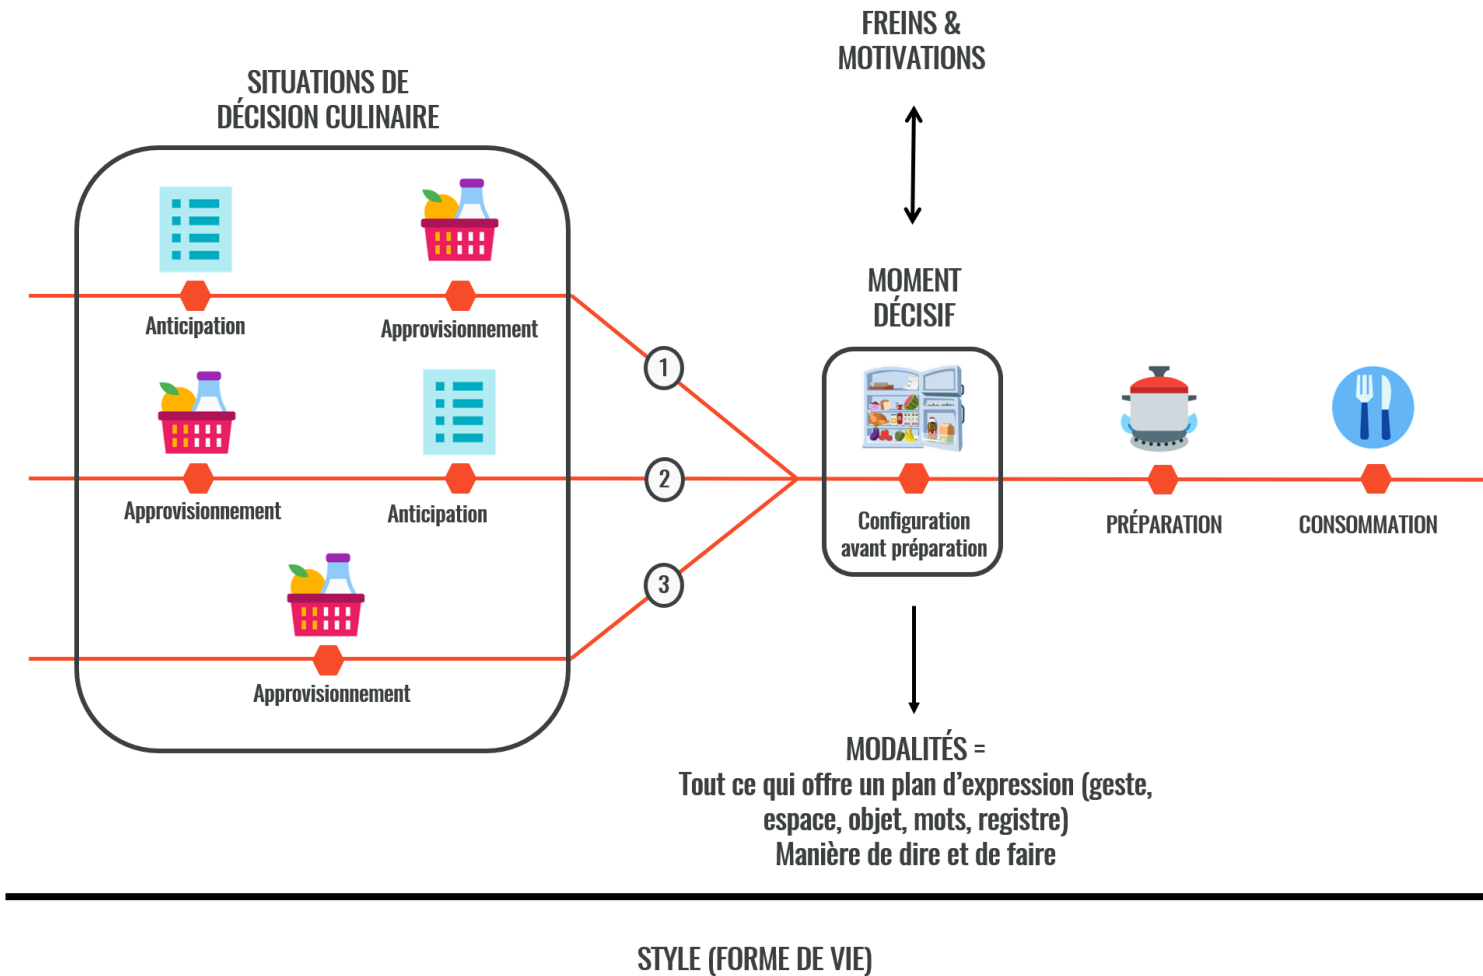 FREINS &
MOTIVATIONS
SITUATIONS DE
DÉCISION CULINAIRE
MOMENT
DÉCISIF
Anticipation
Approvisionnement
1
Approvisionnement
Anticipation
2
Configuration
avant préparation
PRÉPARATION
CONSOMMATION
3
Approvisionnement
MODALITÉS =
Tout ce qui offre un plan d’expression (geste,
espace, objet, mots, registre)
Manière de dire et de faire
STYLE (FORME DE VIE)